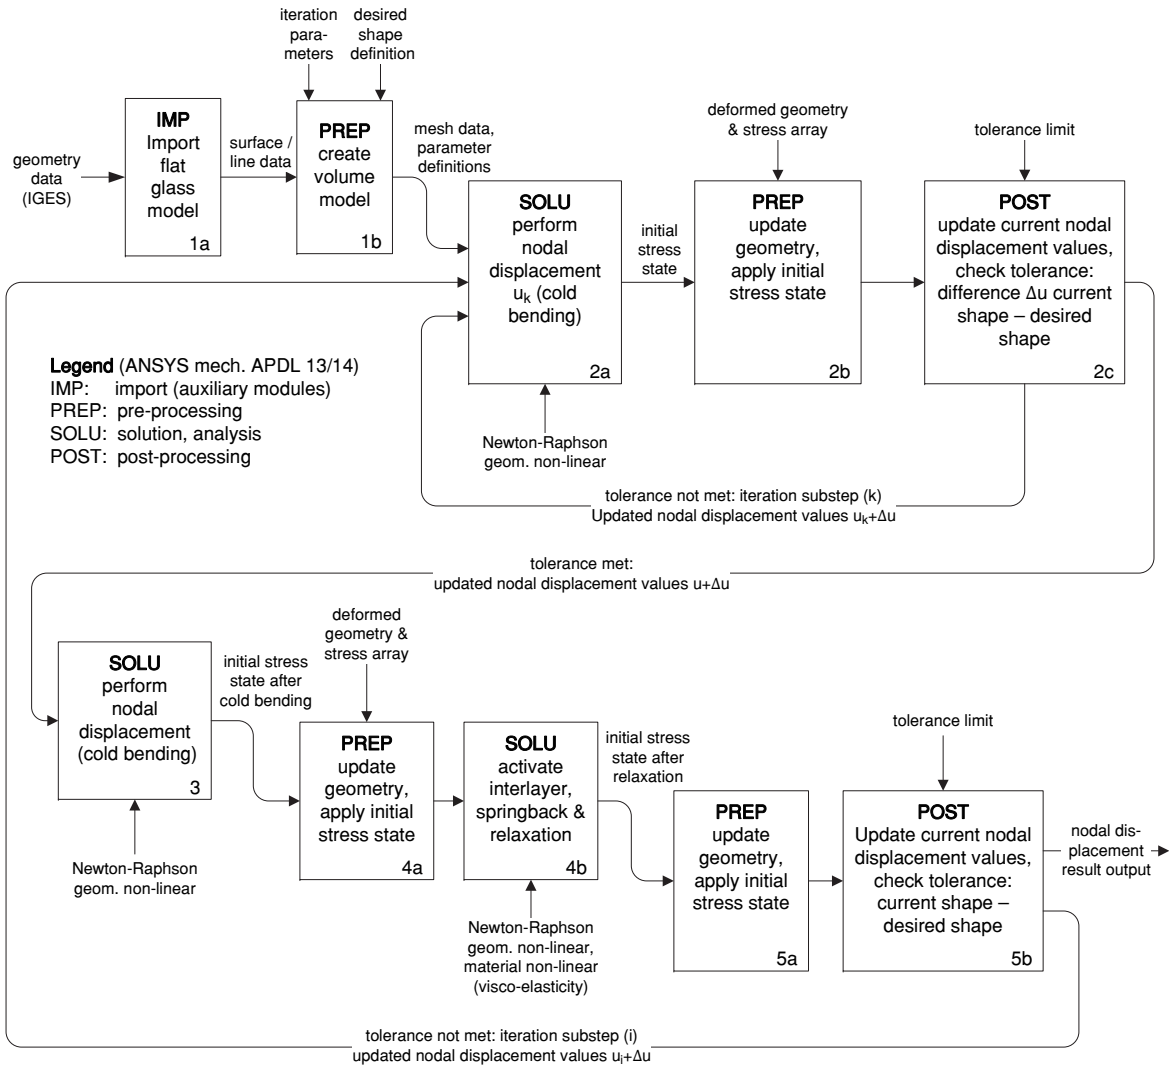 iteration
para-
meters
desired
shape
definition
IMP
Import
flat
glass
model
1a
geometry
data
(IGES)
surface /
line data
PREP
create
volume
model
1b
mesh data,
parameter
definitions
SOLU
perform
nodal
displacement
uk (cold
bending)
2a
Newton-Raphson
geom. non-linear
initial
stress
state
deformed geometry
& stress array
PREP
update
geometry,
apply initial
stress state
2b
tolerance limit
POST
update current nodal
displacement values,
check tolerance:
difference Δu current
shape – desired
shape
2c
Legend (ANSYS mech. APDL 13/14)
IMP: import (auxiliary modules)
PREP: pre-processing
SOLU: solution, analysis
POST: post-processing
tolerance not met: iteration substep (k)
Updated nodal displacement values uk+Δu
tolerance met:
updated nodal displacement values u+Δu
SOLU
perform
nodal
displacement
(cold bending)
3
Newton-Raphson
geom. non-linear
initial stress
state after
cold bending
deformed
geometry &
stress array
PREP
update
geometry,
apply initial
stress state
4a
SOLU
activate
interlayer,
springback &
relaxation
4b
Newton-Raphson
geom. non-linear,
material non-linear
(visco-elasticity)
initial stress
state after
relaxation
PREP
update
geometry,
apply initial
stress state
5a
tolerance limit
POST
Update current nodal
displacement values,
check tolerance:
current shape –
desired shape
5b
nodal dis-
placement
result output
tolerance not met: iteration substep (i)
updated nodal displacement values ui+Δu